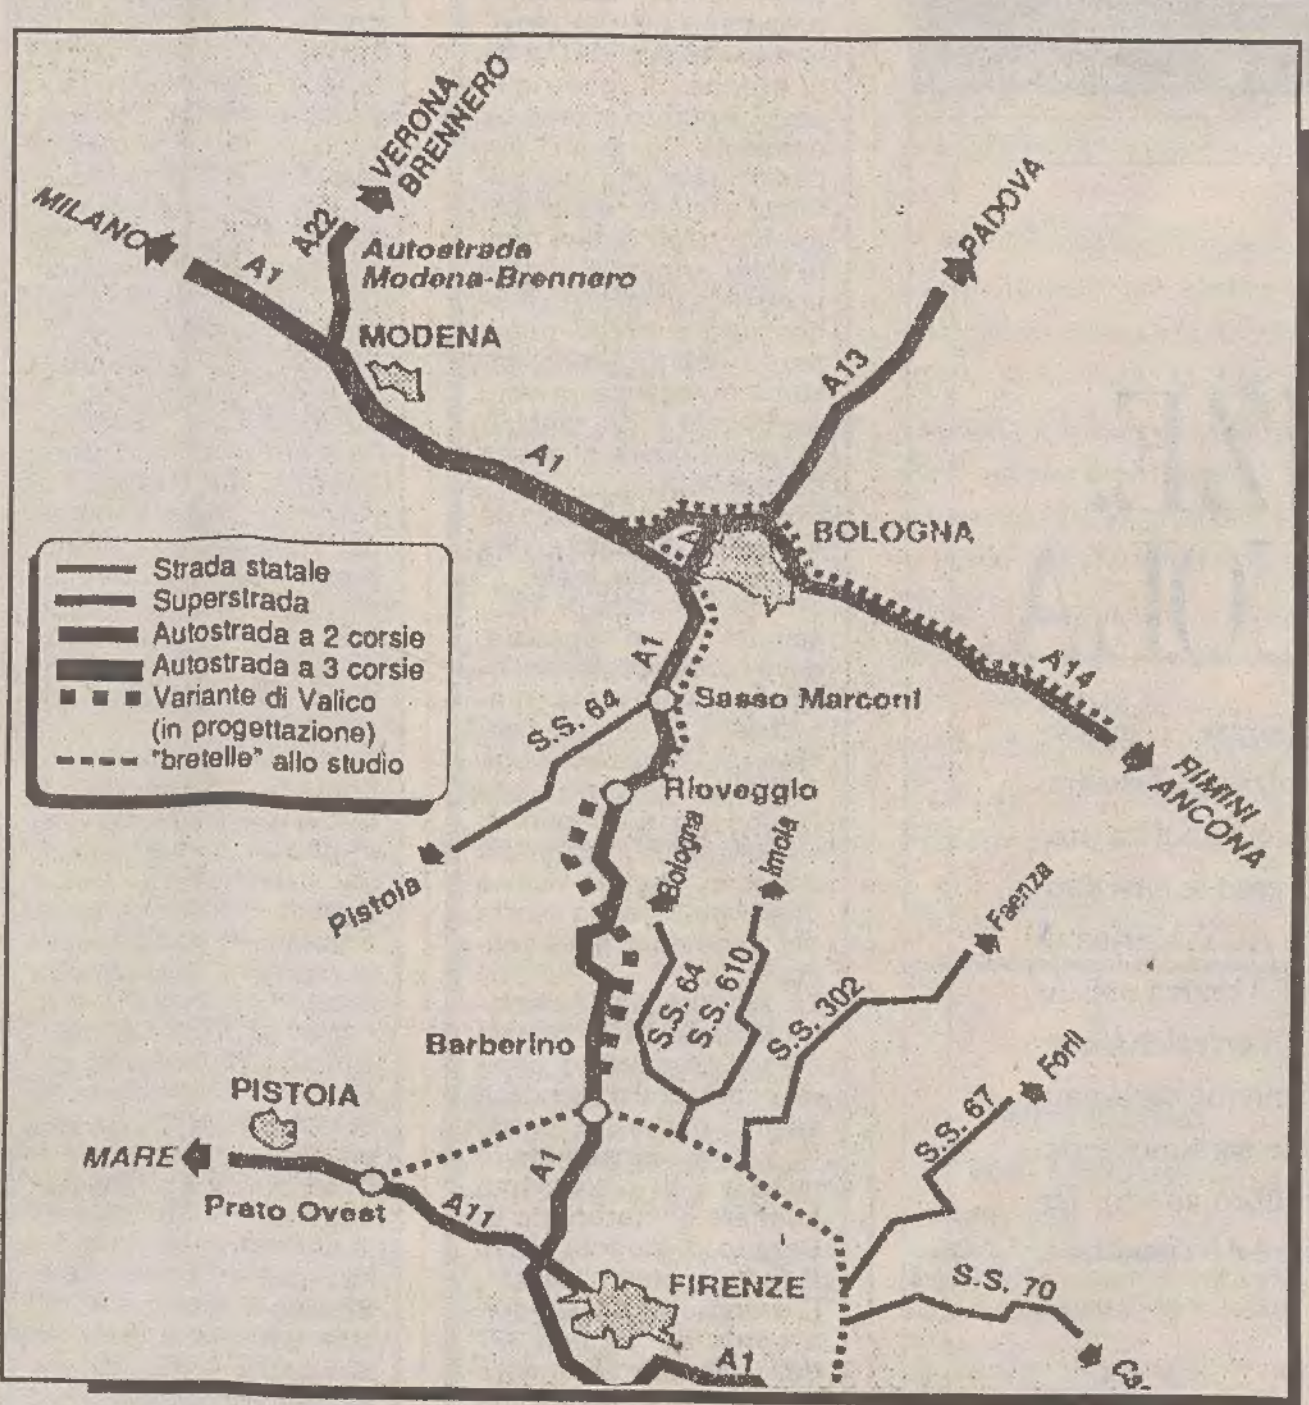 VERONA
BRENNERO
MILANO
A22
A1
Autostrada
Modena-Brennero
MODENA
PADOVA
A13
A1
BOLOGNA
Strada statale
Superstrada
Autostrada a 2 corsie
Autostrada a 3 corsie
Variante di Valico
(in progettazione)
"bretelle" allo studio
A1
A14
Sasso Marconi
S.S. 64
Rioveggio
RIMINI
ANCONA
Pistoia
Bologna
Imola
Faenza
S.S. 64
S.S. 610
S.S. 302
Barberino
Forlì
S.S. 67
PISTOIA
MARE
Prato Ovest
A11
A1
FIRENZE
S.S. 70
A1